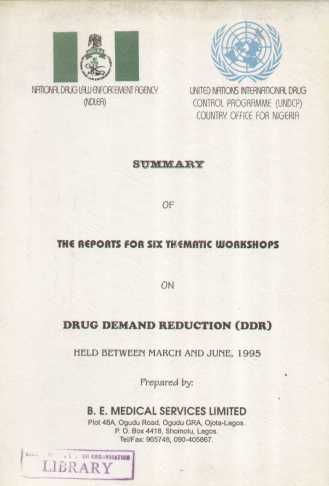 NATIONAL DRUG LAW ENFORCEMENT AGENCY
(NDLEA)
UNITED NATIONS INTERNATIONAL DRUG
CONTROL PROGRAMME (UNDCP)
COUNTRY OFFICE FOR NIGERIA
SUMMARY
OF
THE REPORTS FOR SIX THEMATIC WORKSHOPS
ON
DRUG DEMAND REDUCTION (DDR)
HELD BETWEEN MARCH AND JUNE, 1995
Prepared by:
B. E. MEDICAL SERVICES LIMITED
Plot 48A, Ogudu Road, Ogudu GRA, Ojota-Lagos.
P. O. Box 4418, Shomolu, Lagos.
Tel/Fax: 965748, 090-405867.
LIBRARY